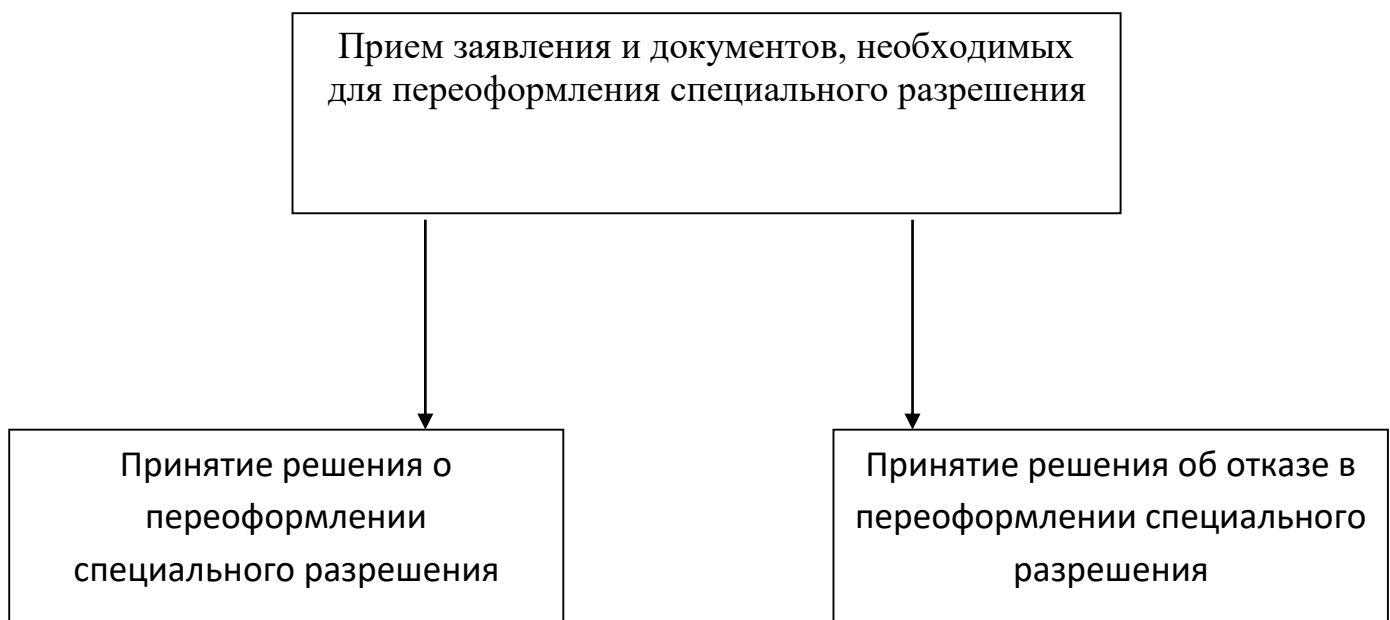 Прием заявления и документов, необходимых
для переоформления специального разрешения
Принятие решения о
переоформлении
специального разрешения
Принятие решения об отказе в
переоформлении специального
разрешения